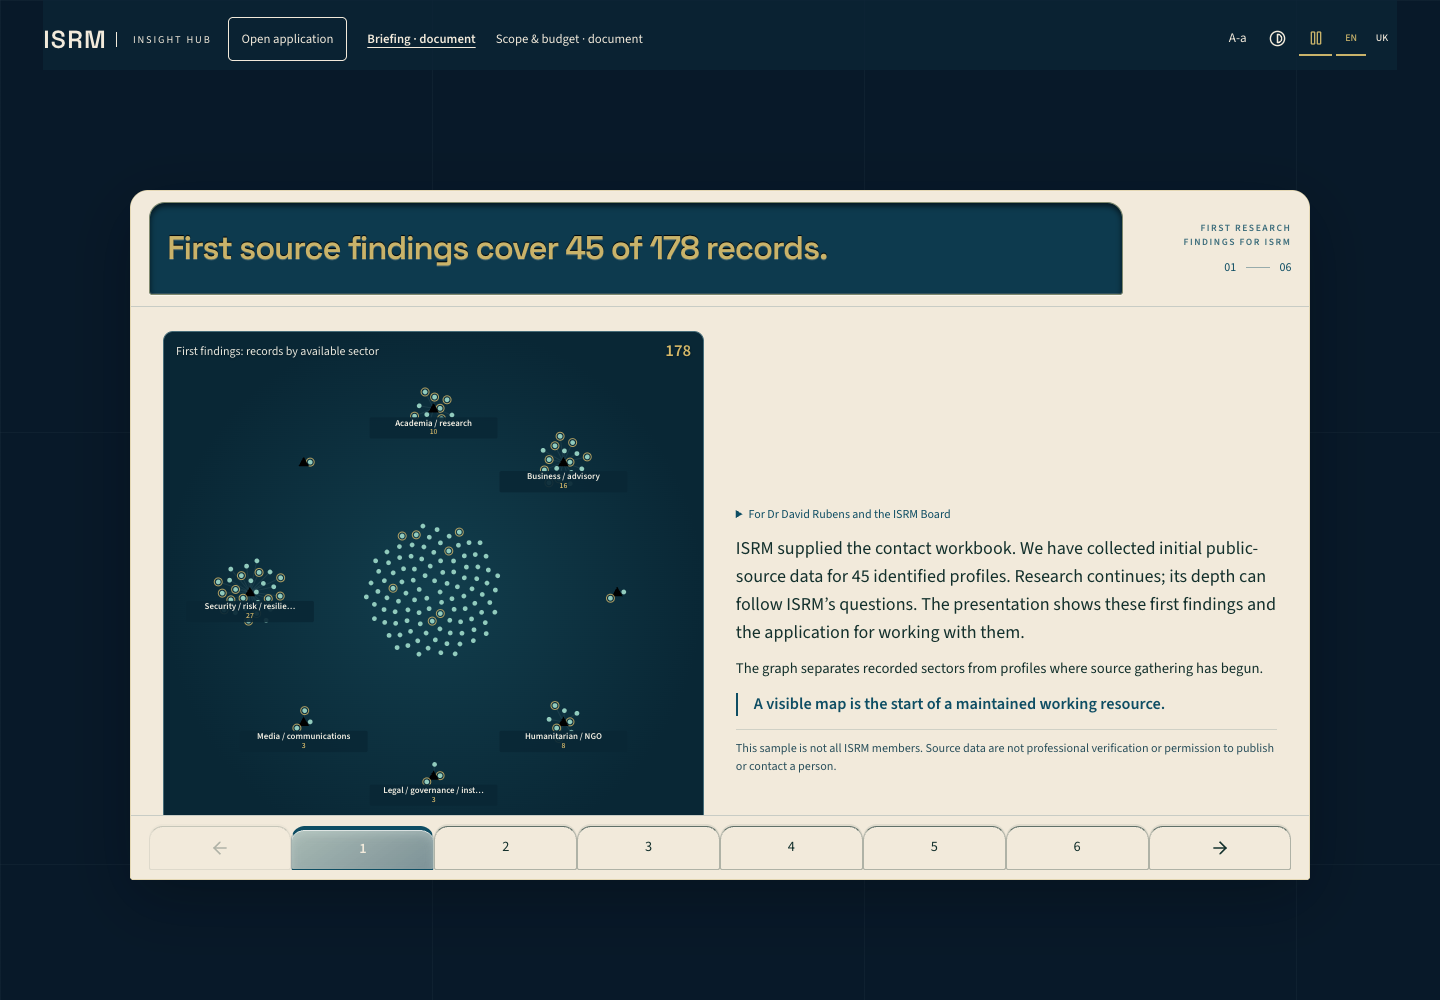 ISRM | INSIGHT HUB
Open application
Briefing · document
Scope & budget · document
A-a
EN
UK
First source findings cover 45 of 178 records.
FIRST RESEARCH
FINDINGS FOR ISRM
01 — 06
First findings: records by available sector
178
Academia / research
10
Business / advisory
16
Security / risk / resilie...
27
Media / communications
3
Humanitarian / NGO
8
Legal / governance / inst...
3
For Dr David Rubens and the ISRM Board
ISRM supplied the contact workbook. We have collected initial public-
source data for 45 identified profiles. Research continues; its depth can
follow ISRM’s questions. The presentation shows these first findings and
the application for working with them.
The graph separates recorded sectors from profiles where source gathering has begun.
A visible map is the start of a maintained working resource.
This sample is not all ISRM members. Source data are not professional verification or permission to publish
or contact a person.
1
2
3
4
5
6